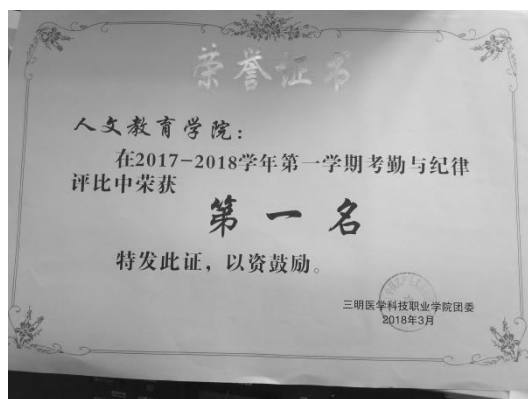 荣誉证书
人文教育学院：
在2017-2018学年第一学期考勤与纪律
评比中荣获
第一名
特发此证，以资鼓励。
三明医学科技职业学院团委
2018年3月